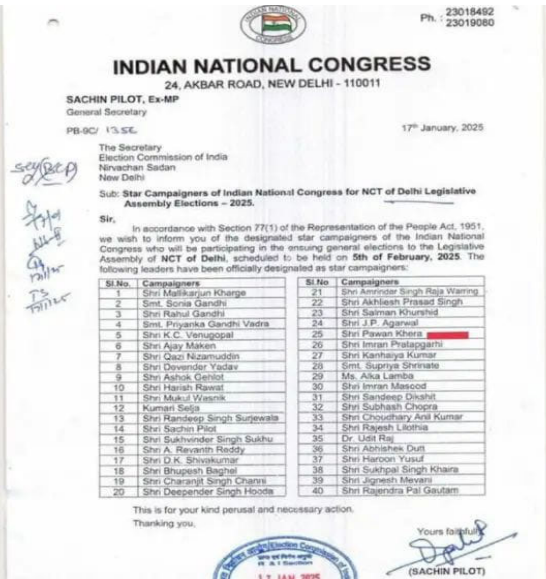 Ph. : 23018492
23019080
INDIAN NATIONAL CONGRESS
24, AKBAR ROAD, NEW DELHI - 110011
SACHIN PILOT, Ex-MP
General Secretary
PB-9C/
17th January, 2025
The Secretary
Election Commission of India
Nirvachan Sadan
New Delhi
Sub: Star Campaigners of Indian National Congress for NCT of Delhi Legislative
Assembly Elections – 2025.
Sir,
In accordance with Section 77(1) of the Representation of the People Act, 1951,
we wish to inform you of the designated star campaigners of the Indian National
Congress who will be participating in the ensuing general elections to the Legislative
Assembly of NCT of Delhi, scheduled to be held on 5th of February, 2025. The
following leaders have been officially designated as star campaigners:
Sl.No. Campaigners
1 Shri Mallikarjun Kharge
2 Smt. Sonia Gandhi
3 Shri Rahul Gandhi
4 Smt. Priyanka Gandhi Vadra
5 Shri K.C. Venugopal
6 Shri Ajay Maken
7 Shri Qazi Nizamuddin
8 Shri Devender Yadav
9 Shri Ashok Gehlot
10 Shri Harish Rawat
11 Shri Mukul Wasnik
12 Kumari Selja
13 Shri Randeep Singh Surjewala
14 Shri Sachin Pilot
15 Shri Sukhvinder Singh Sukhu
16 Shri A. Revanth Reddy
17 Shri D.K. Shivakumar
18 Shri Bhupesh Baghel
19 Shri Charanjit Singh Channi
20 Shri Deepender Singh Hooda
Sl.No Campaigners
21 Shri Amrinder Singh Raja Warring
22 Shri Akhilesh Prasad Singh
23 Shri Salman Khurshid
24 Shri J.P. Agarwal
25 Shri Pawan Khera
26 Shri Imran Pratapgarhi
27 Shri Kanhaiya Kumar
28 Smt. Supriya Shrinate
29 Ms. Alka Lamba
30 Shri Imran Masood
31 Shri Sandeep Dikshit
32 Shri Subhash Chopra
33 Shri Choudhary Anil Kumar
34 Shri Rajesh Lilothia
35 Dr. Udit Raj
36 Shri Abhishek Dutt
37 Shri Haroon Yusuf
38 Shri Sukhpal Singh Khaira
39 Shri Jignesh Mevani
40 Shri Rajendra Pal Gautam
This is for your kind perusal and necessary action.
Thanking you,
Yours faithfully
(SACHIN PILOT)
Election Commission of
R & I Section
17 JAN 2025